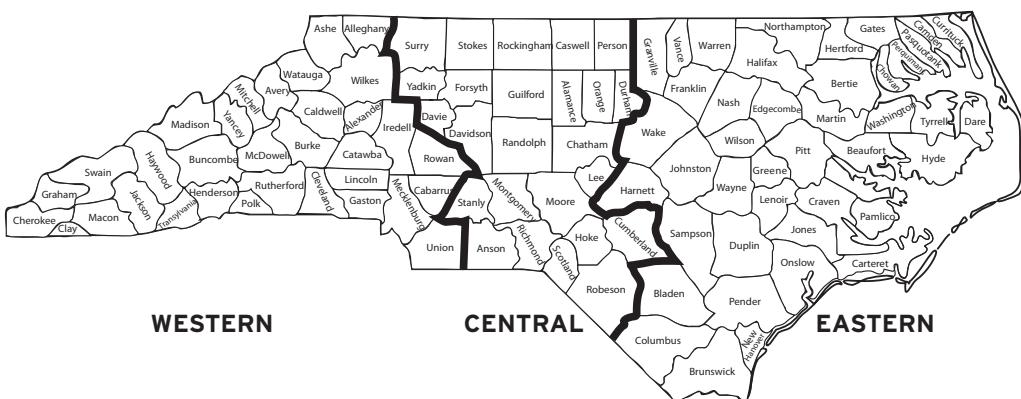 Ashe
Alleghany
Surry
Stokes
Rockingham
Caswell
Person
Granville
Vance
Warren
Northampton
Gates
Camden
Currituck
Pasquotank
Perquimans
Chowan
Hertford
Halifax
Bertie
Watauga
Wilkes
Yadkin
Forsyth
Guilford
Alamance
Orange
Durham
Franklin
Nash
Edgecombe
Martin
Washington
Tyrrell
Dare
Mitchell
Avery
Caldwell
Alexander
Iredell
Davie
Davidson
Randolph
Chatham
Wake
Wilson
Pitt
Beaufort
Hyde
Madison
Yancey
Burke
Catawba
Rowan
Lee
Johnston
Greene
Wayne
Lenoir
Craven
Pamlico
Swain
Haywood
Buncombe
McDowell
Rutherford
Cleveland
Lincoln
Gaston
Mecklenburg
Cabarrus
Stanly
Montgomery
Moore
Harnett
Graham
Cherokee
Clay
Macon
Jackson
Transylvania
Henderson
Polk
Union
Anson
Richmond
Scotland
Hoke
Cumberland
Sampson
Duplin
Jones
Onslow
Carteret
Robeson
Bladen
Pender
Columbus
New
Hanover
Brunswick
WESTERN
CENTRAL
EASTERN